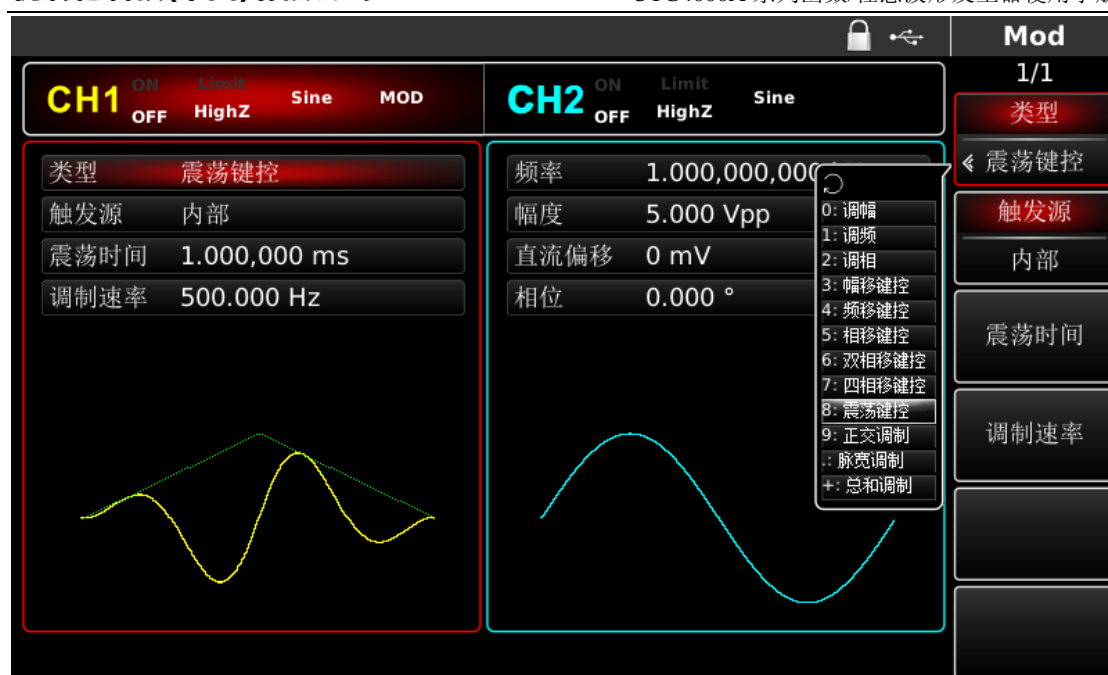 Mod
1/1
CH1 ON OFF Limit HighZ Sine MOD
CH2 ON OFF Limit HighZ Sine
类型
震荡键控
类型 震荡键控
触发源 内部
震荡时间 1.000,000 ms
调制速率 500.000 Hz
频率 1.000,000,000
幅度 5.000 Vpp
直流偏移 0 mV
相位 0.000 °
0: 调幅
1: 调频
2: 调相
3: 幅移键控
4: 频移键控
5: 相移键控
6: 双相移键控
7: 四相移键控
8: 震荡键控
9: 正交调制
.: 脉宽调制
+: 总和调制
触发源
内部
震荡时间
调制速率